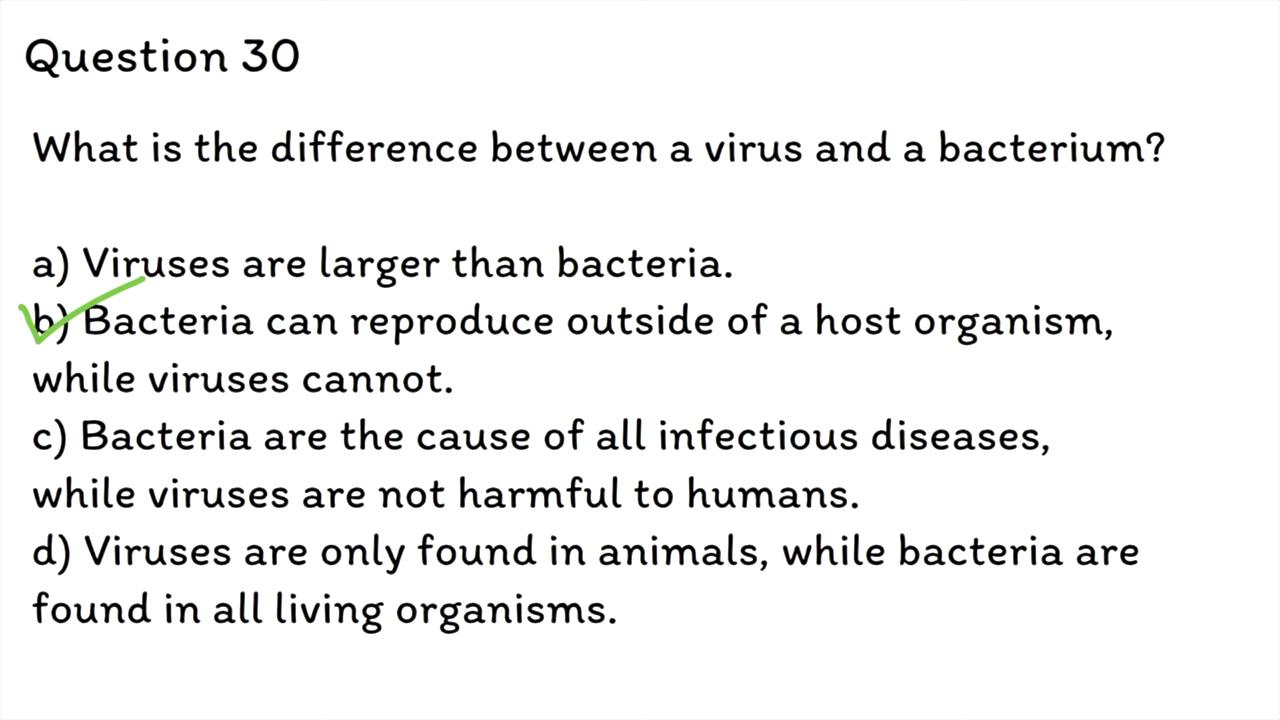 Question 30
What is the difference between a virus and a bacterium?
a) Viruses are larger than bacteria.
b) Bacteria can reproduce outside of a host organism,
while viruses cannot.
c) Bacteria are the cause of all infectious diseases,
while viruses are not harmful to humans.
d) Viruses are only found in animals, while bacteria are
found in all living organisms.